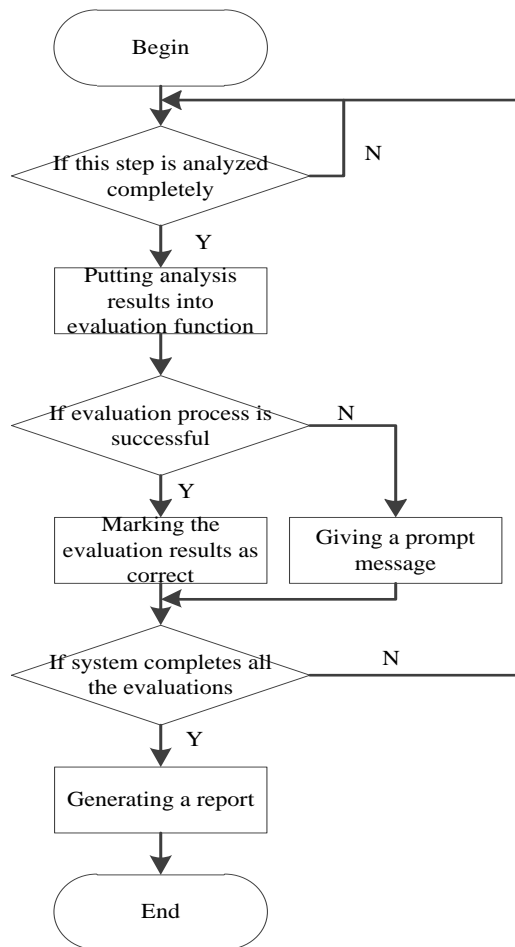 Begin
N
If this step is analyzed
completely
Y
Putting analysis
results into
evaluation function
If evaluation process is
successful
N
Y
Marking the
evaluation results as
correct
Giving a prompt
message
If system completes all
the evaluations
N
Y
Generating a report
End